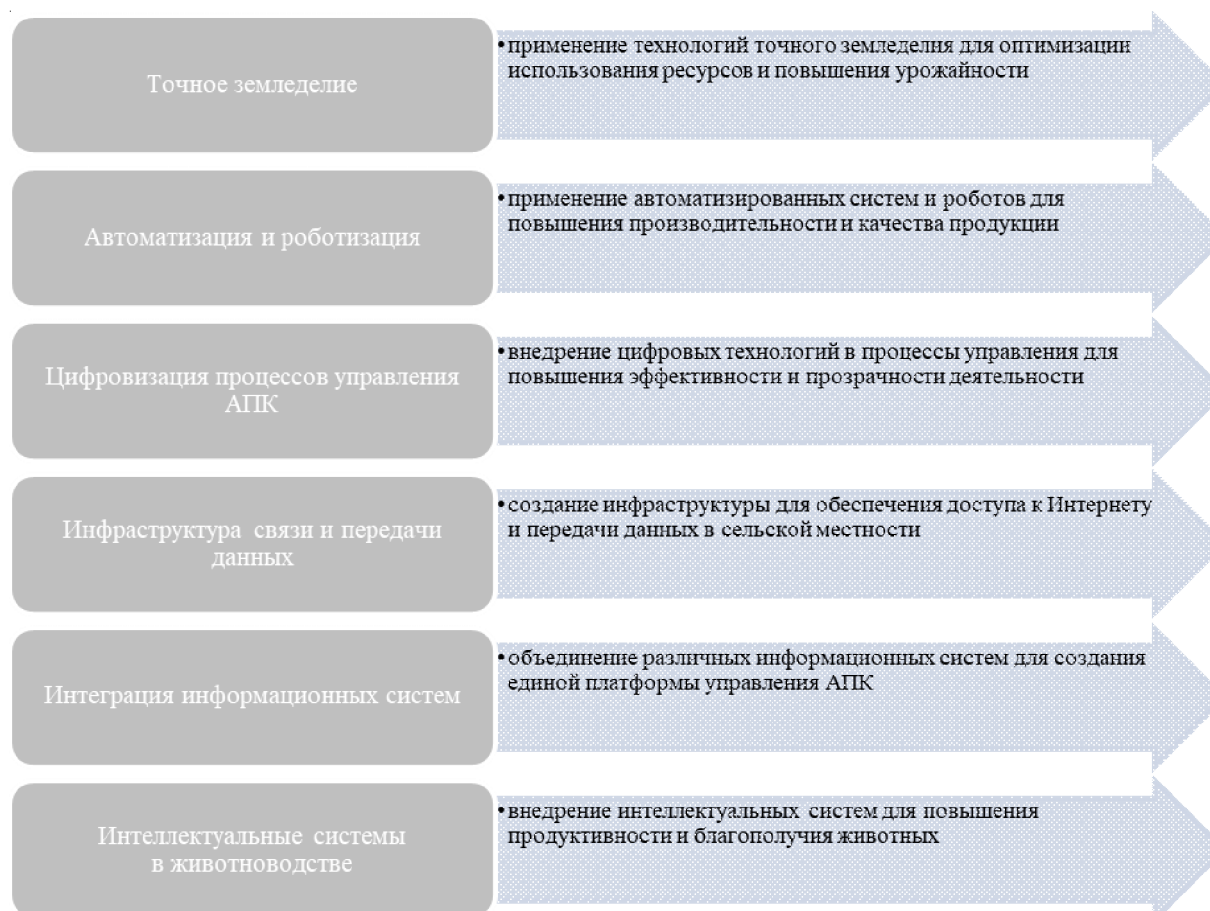 Точное земледелие
•применение технологий точного земледелия для оптимизации
использования ресурсов и повышения урожайности
Автоматизация и роботизация
•применение автоматизированных систем и роботов для
повышения производительности и качества продукции
Цифровизация процессов управления
АПК
•внедрение цифровых технологий в процессы управления для
повышения эффективности и прозрачности деятельности
Инфраструктура связи и передачи
данных
•создание инфраструктуры для обеспечения доступа к Интернету
и передачи данных в сельской местности
Интеграция информационных систем
•объединение различных информационных систем для создания
единой платформы управления АПК
Интеллектуальные системы
в животноводстве
•внедрение интеллектуальных систем для повышения
продуктивности и благополучия животных